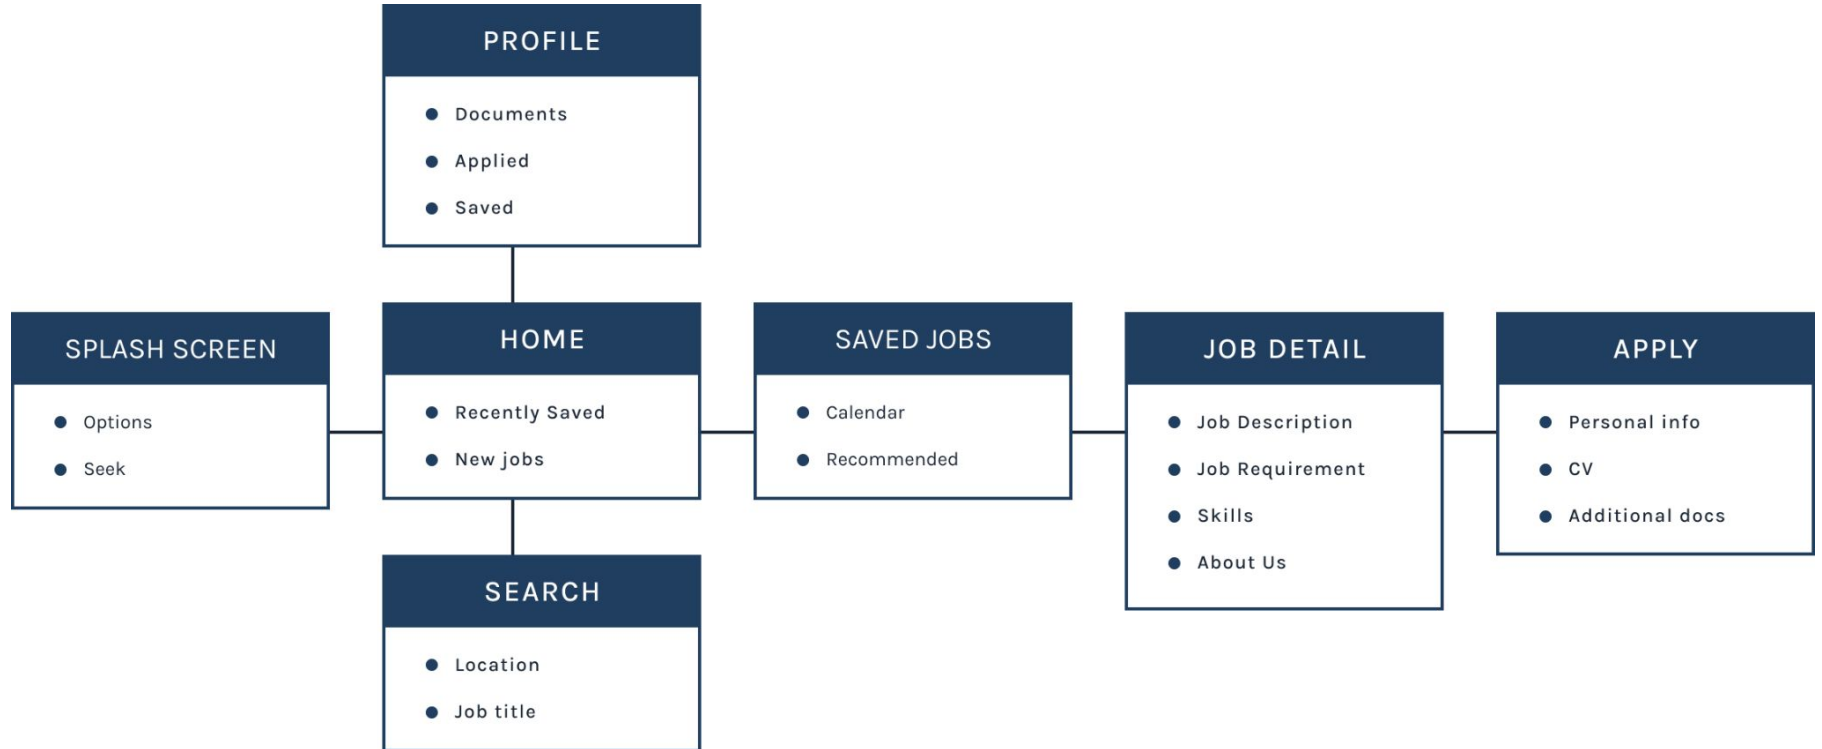 PROFILE
Documents
Applied
Saved
SPLASH SCREEN
Options
Seek
HOME
Recently Saved
New jobs
SAVED JOBS
Calendar
Recommended
JOB DETAIL
Job Description
Job Requirement
Skills
About Us
APPLY
Personal info
CV
Additional docs
SEARCH
Location
Job title